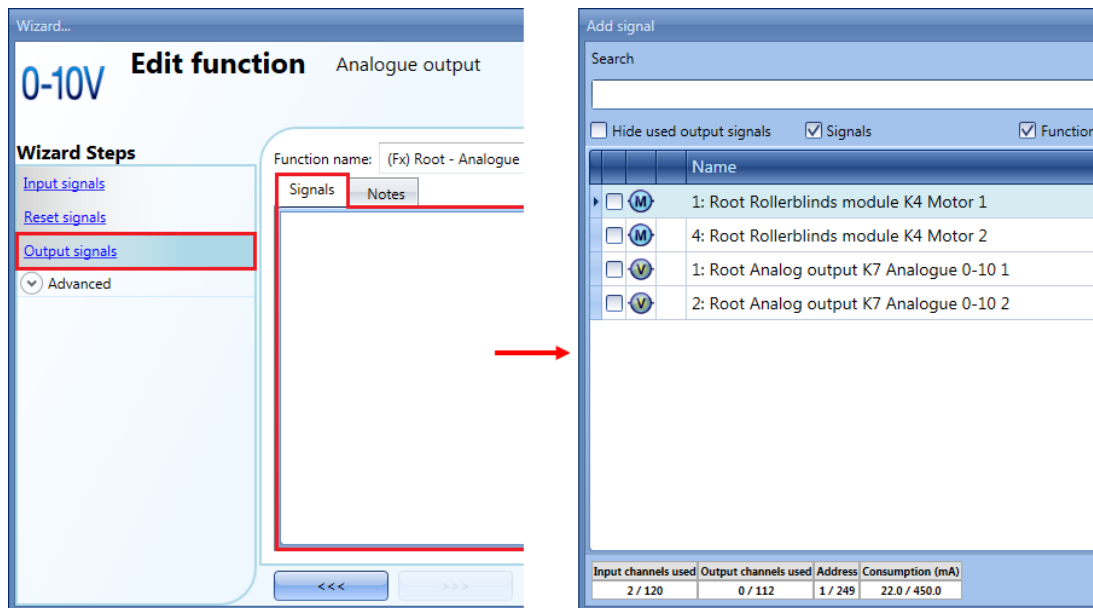 Wizard...
0-10V
Edit function
Analogue output
Wizard Steps
Input signals
Reset signals
Output signals
Advanced
Function name:
(Fx) Root - Analogue
Signals
Notes
<<<
>>>
Add signal
Search
Hide used output signals
Signals
Function
Name
M
1: Root Rollerblinds module K4 Motor 1
M
4: Root Rollerblinds module K4 Motor 2
V
1: Root Analog output K7 Analogue 0-10 1
V
2: Root Analog output K7 Analogue 0-10 2
Input channels used Output channels used Address Consumption (mA)
2 / 120 0 / 112 1 / 249 22.0 / 450.0